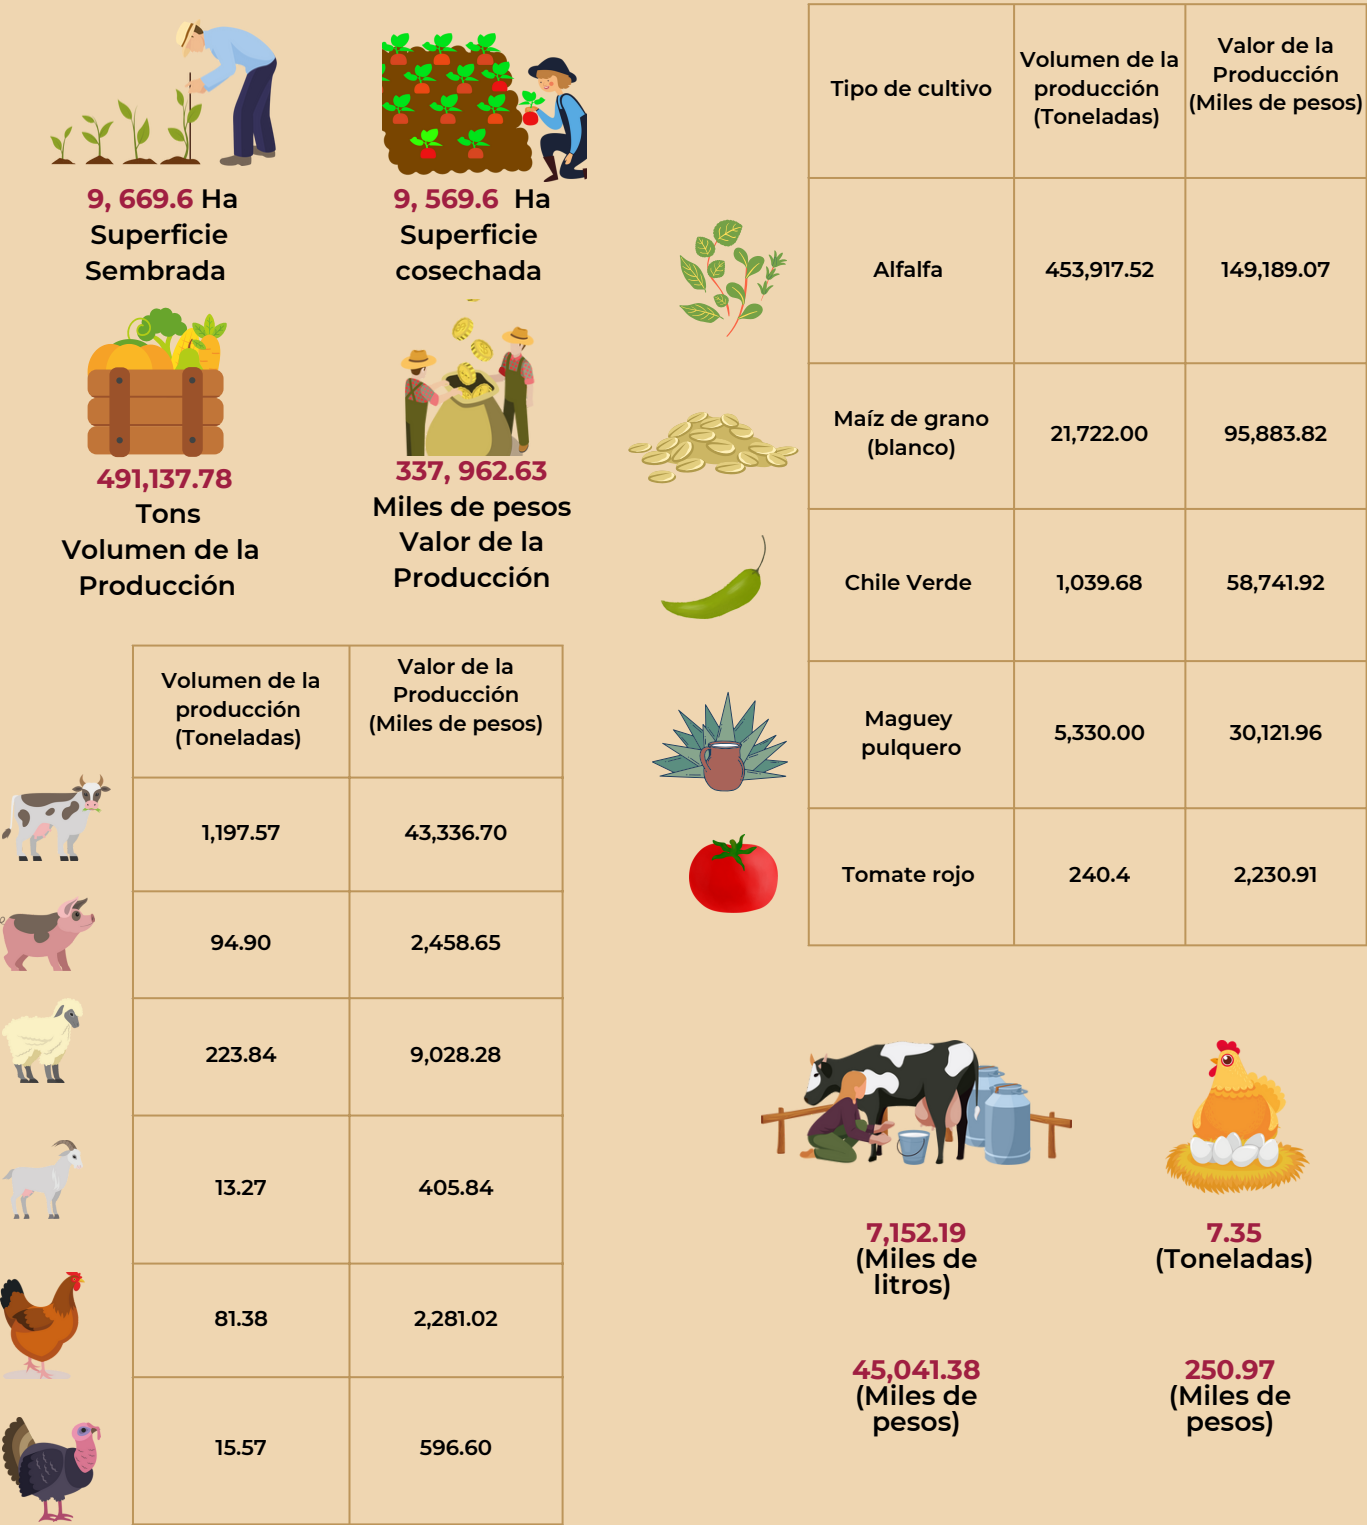 9, 669.6 Ha
Superficie
Sembrada
9, 569.6 Ha
Superficie
cosechada
491,137.78
Tons
Volumen de la
Producción
337, 962.63
Miles de pesos
Valor de la
Producción
Tipo de cultivo
Volumen de la
producción
(Toneladas)
Valor de la
Producción
(Miles de pesos)
Alfalfa
453,917.52
149,189.07
Maíz de grano
(blanco)
21,722.00
95,883.82
Chile Verde
1,039.68
58,741.92
Maguey
pulquero
5,330.00
30,121.96
Tomate rojo
240.4
2,230.91
Volumen de la
producción
(Toneladas)
Valor de la
Producción
(Miles de pesos)
1,197.57
43,336.70
94.90
2,458.65
223.84
9,028.28
13.27
405.84
81.38
2,281.02
15.57
596.60
7,152.19
(Miles de
litros)
45,041.38
(Miles de
pesos)
7.35
(Toneladas)
250.97
(Miles de
pesos)